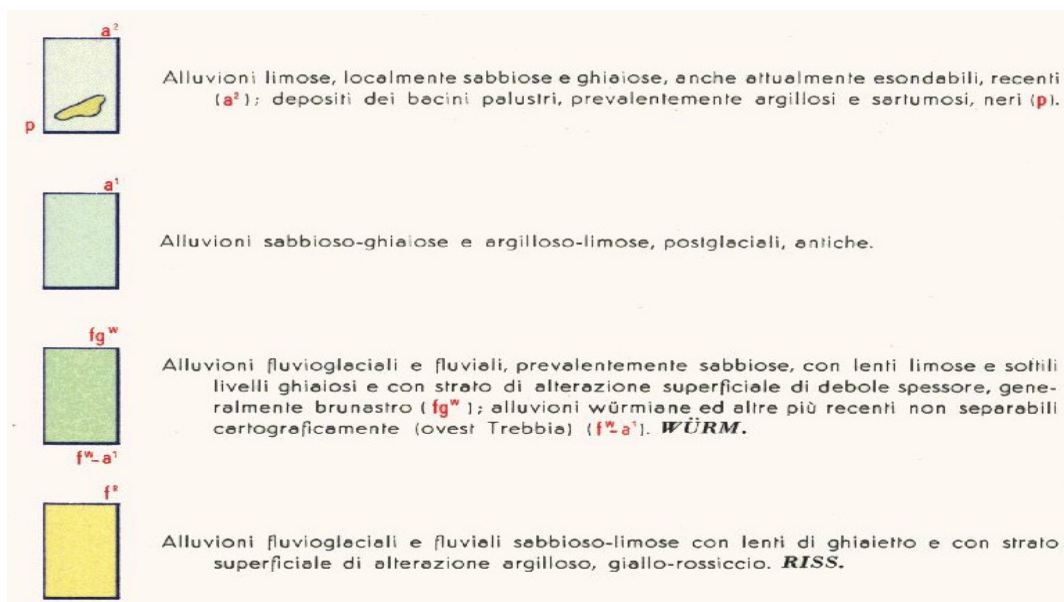 a²
p
Alluvioni limose, localmente sabbiose e ghiaiose, anche attualmente esondabili, recenti
(a²); depositi dei bacini palustri, prevalentemente argillosi e sartumosi, neri (p).
a¹
Alluvioni sabbioso-ghiaiose e argilloso-limose, postglaciali, antiche.
fgʷ
fʷ-a¹
Alluvioni fluvioglaciali e fluviali, prevalentemente sabbiose, con lenti limose e sottili
livelli ghiaiosi e con strato di alterazione superficiale di debole spessore, gene-
ralmente brunastro (fgʷ); alluvioni würmiane ed altre più recenti non separabili
cartograficamente (ovest Trebbia) (fʷ-a¹). WÜRM.
fᴿ
Alluvioni fluvioglaciali e fluviali sabbioso-limose con lenti di ghiaietto e con strato
superficiale di alterazione argilloso, giallo-rossiccio. RISS.